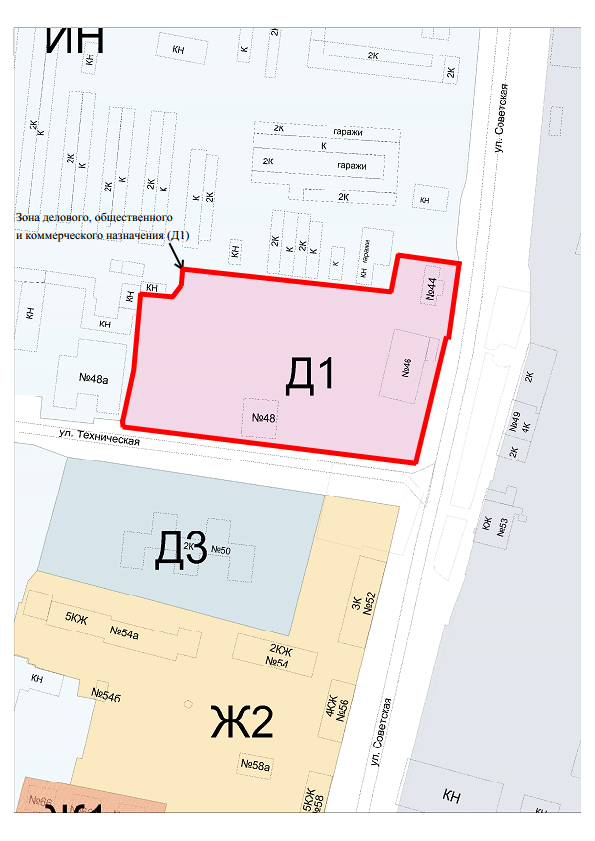 ИН
КН
К
2К
2К
КН
2К
К
2К
К
2К
К
2К
К
2К
гаражи
К
2К
гаражи
2К
К
2К
КН
ул. Советская
Зона делового, общественного
и коммерческого назначения (Д1)
КН
2К
К
2К
К
К
КН
гаражи
КН
КН
КН
КН
№44
№46
Д1
№48а
№48
ул. Техническая
2К
№49
4К
2К
КЖ
№53
Д3
2К
№50
3К
№52
5КЖ
№54а
2КЖ
№54
КН
№54б
4КЖ
№56
Ж2
ул. Советская
№58а
5КЖ
№58
КН
КН
Ж1